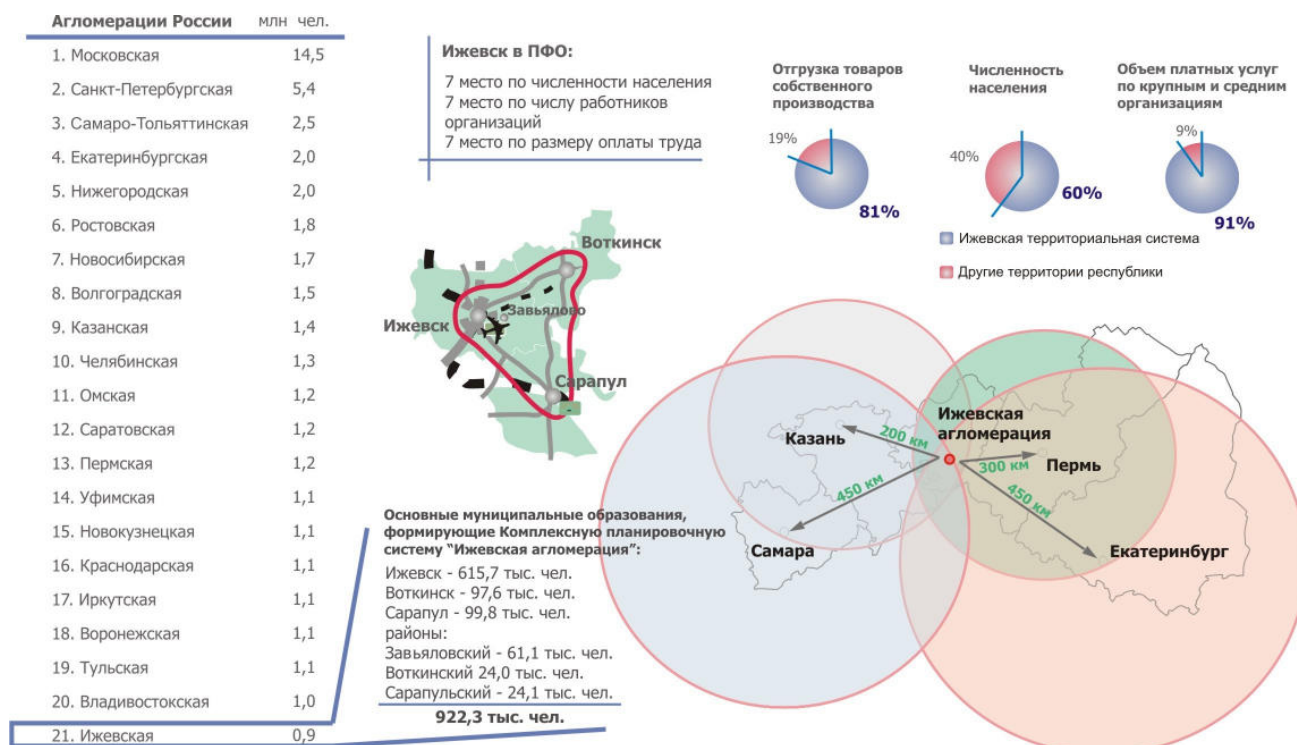 Агломерации России млн чел.
1. Московская 14,5
2. Санкт-Петербургская 5,4
3. Самаро-Тольяттинская 2,5
4. Екатеринбургская 2,0
5. Нижегородская 2,0
6. Ростовская 1,8
7. Новосибирская 1,7
8. Волгоградская 1,5
9. Казанская 1,4
10. Челябинская 1,3
11. Омская 1,2
12. Саратовская 1,2
13. Пермская 1,2
14. Уфимская 1,1
15. Новокузнецкая 1,1
16. Краснодарская 1,1
17. Иркутская 1,1
18. Воронежская 1,1
19. Тульская 1,1
20. Владивостокская 1,0
21. Ижевская 0,9
Ижевск в ПФО:
7 место по численности населения
7 место по числу работников
организаций
7 место по размеру оплаты труда
Отгрузка товаров
собственного
производства
19%
81%
Численность
населения
40%
60%
Объем платных услуг
по крупным и средним
организациям
9%
91%
Ижевская территориальная система
Другие территории республики
Воткинск
Завьялово
Ижевск
Сарапул
Основные муниципальные образования,
формирующие Комплексную планировочную
систему “Ижевская агломерация”:
Ижевск - 615,7 тыс. чел.
Воткинск - 97,6 тыс. чел.
Сарапул - 99,8 тыс. чел.
районы:
Завьяловский - 61,1 тыс. чел.
Воткинский 24,0 тыс. чел.
Сарапульский - 24,1 тыс. чел.
922,3 тыс. чел.
Ижевская
агломерация
Казань
200 км
300 км
Пермь
450 км
450 км
Самара
Екатеринбург